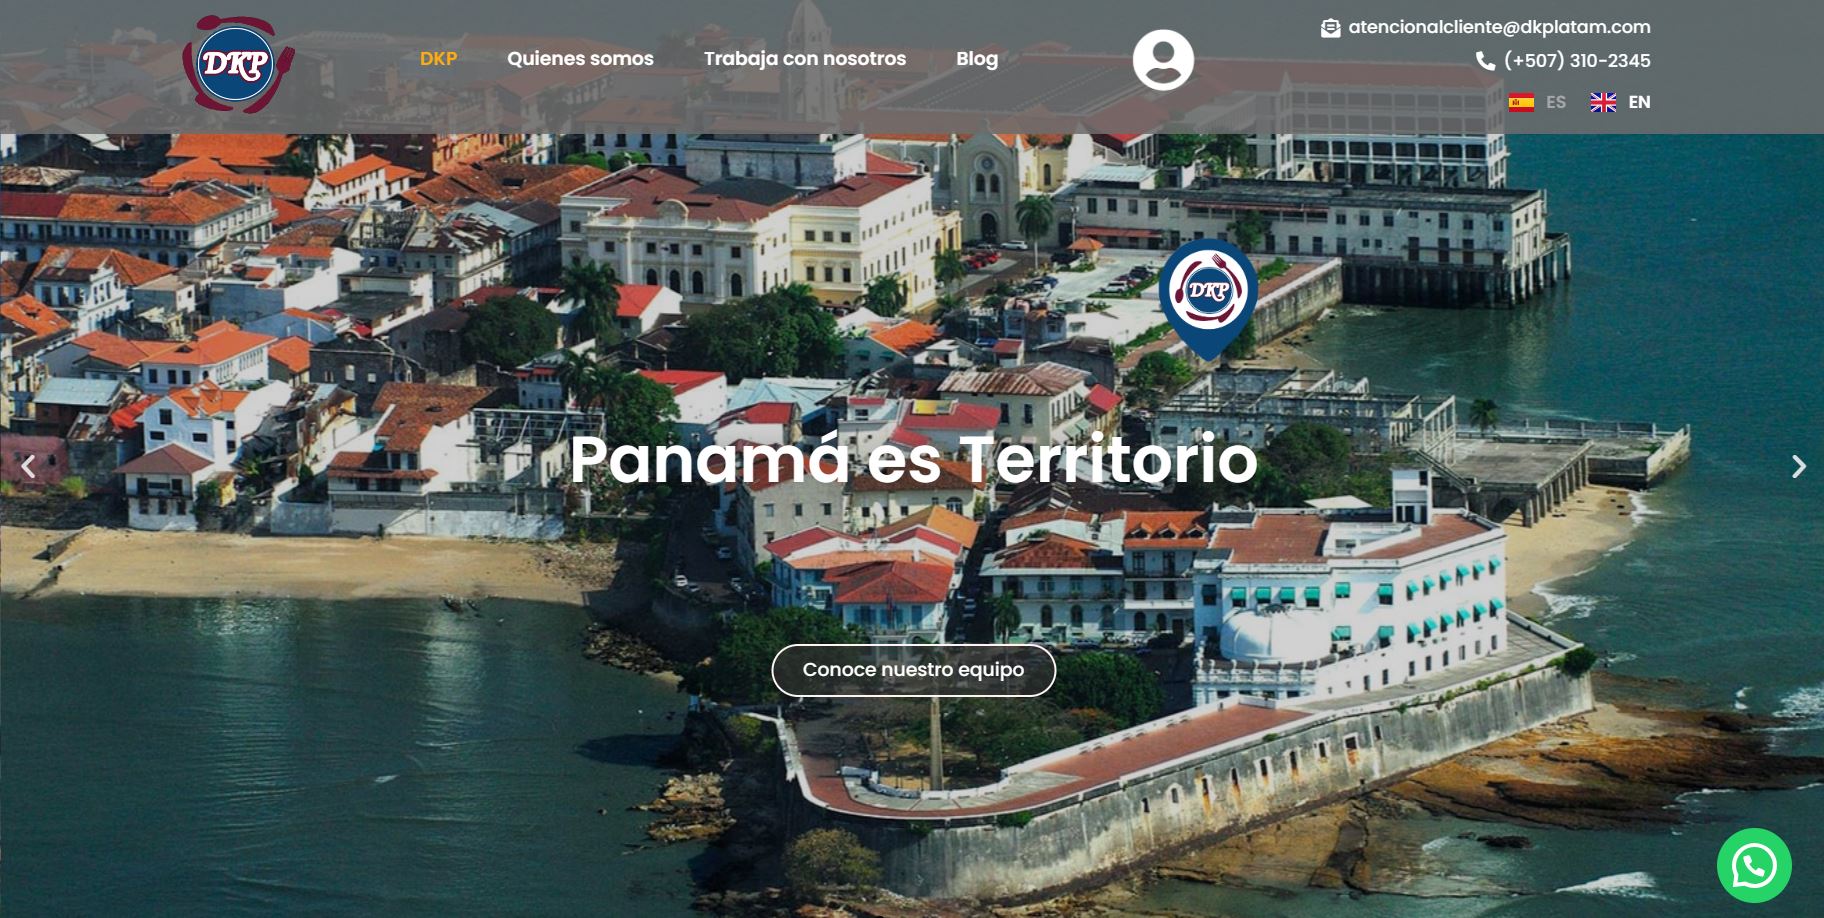 DKP
DKP
Quienes somos
Trabaja con nosotros
Blog
atencionalcliente@dkplatam.com
(+507) 310-2345
ES
EN
DKP
Panamá es Territorio
Conoce nuestro equipo